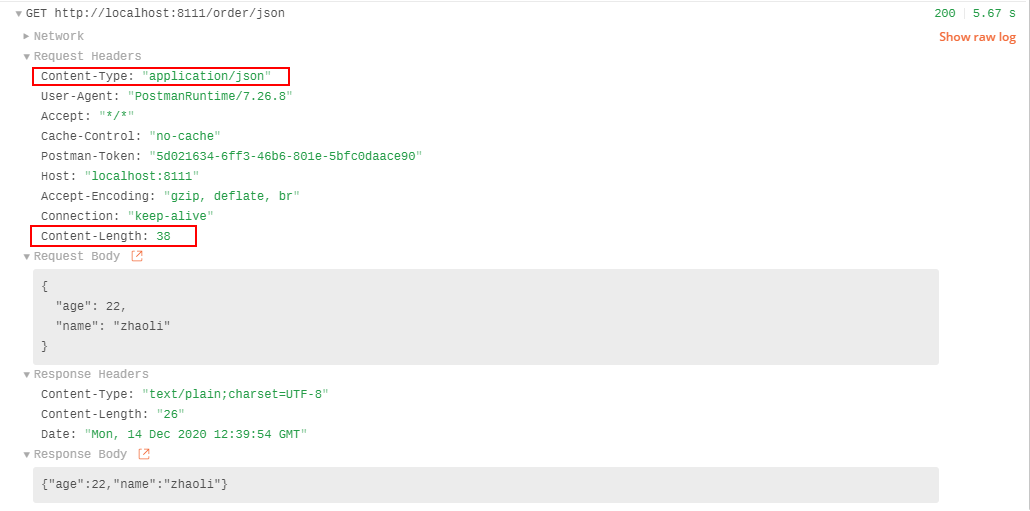 GET http://localhost:8111/order/json 200 5.67 s
Network Show raw log
Request Headers
Content-Type: "application/json"
User-Agent: "PostmanRuntime/7.26.8"
Accept: "*/*"
Cache-Control: "no-cache"
Postman-Token: "5d021634-6ff3-46b6-801e-5bfc0daace90"
Host: "localhost:8111"
Accept-Encoding: "gzip, deflate, br"
Connection: "keep-alive"
Content-Length: 38
Request Body
{
  "age": 22,
  "name": "zhaoli"
}
Response Headers
Content-Type: "text/plain;charset=UTF-8"
Content-Length: "26"
Date: "Mon, 14 Dec 2020 12:39:54 GMT"
Response Body
{"age":22,"name":"zhaoli"}